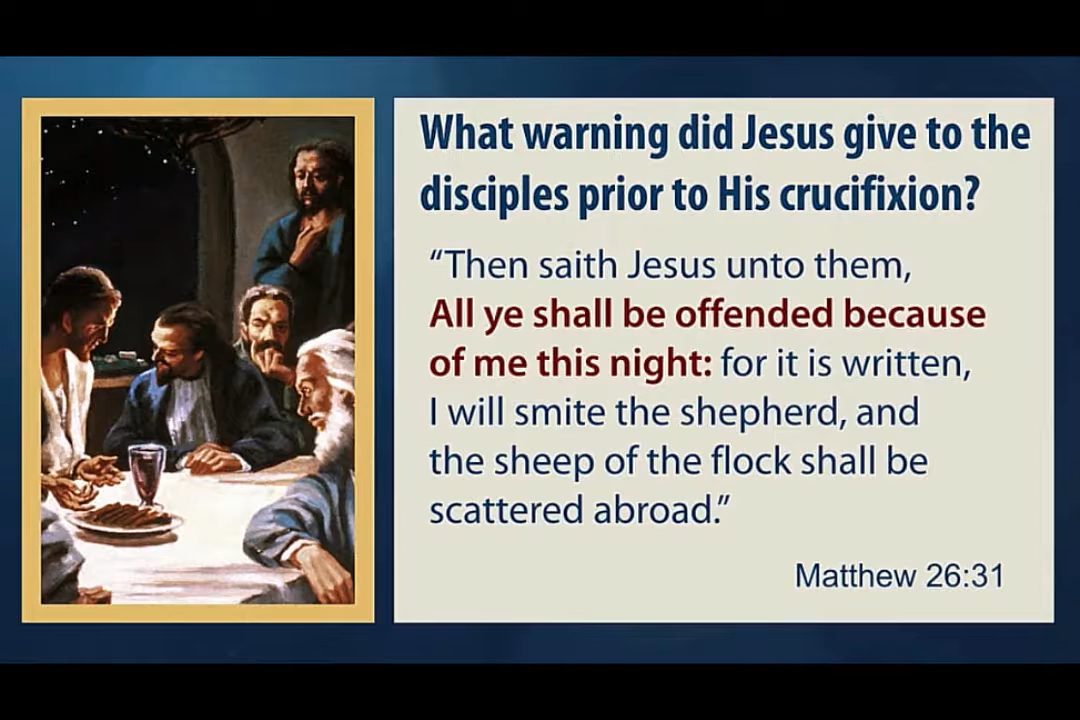 What warning did Jesus give to the
disciples prior to His crucifixion?
“Then saith Jesus unto them,
All ye shall be offended because
of me this night: for it is written,
I will smite the shepherd, and
the sheep of the flock shall be
scattered abroad.”
Matthew 26:31